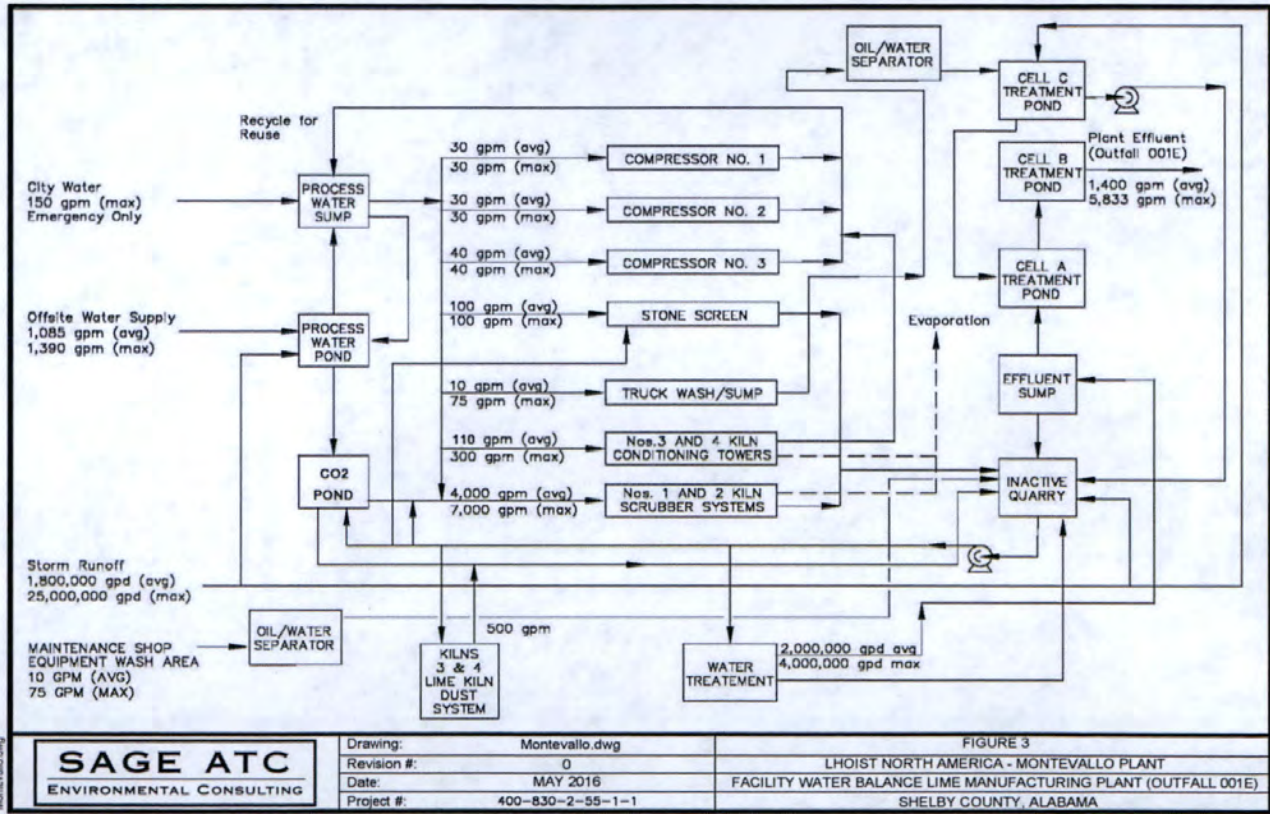 OIL/WATER
SEPARATOR
CELL C
TREATMENT
POND
Recycle for
Reuse
30 gpm (avg)
30 gpm (max)
COMPRESSOR NO. 1
Plant Effluent
(Outfall 001E)
CELL B
TREATMENT
POND
1,400 gpm (avg)
5,833 gpm (max)
City Water
150 gpm (max)
Emergency Only
PROCESS
WATER
SUMP
30 gpm (avg)
30 gpm (max)
COMPRESSOR NO. 2
40 gpm (avg)
40 gpm (max)
COMPRESSOR NO. 3
CELL A
TREATMENT
POND
Offsite Water Supply
1,085 gpm (avg)
1,390 gpm (max)
PROCESS
WATER
POND
100 gpm (avg)
100 gpm (max)
STONE SCREEN
Evaporation
10 gpm (avg)
75 gpm (max)
TRUCK WASH/SUMP
EFFLUENT
SUMP
110 gpm (avg)
300 gpm (max)
Nos.3 AND 4 KILN
CONDITIONING TOWERS
CO2
POND
4,000 gpm (avg)
7,000 gpm (max)
Nos. 1 AND 2 KILN
SCRUBBER SYSTEMS
INACTIVE
QUARRY
Storm Runoff
1,800,000 gpd (avg)
25,000,000 gpd (max)
MAINTENANCE SHOP
EQUIPMENT WASH AREA
10 GPM (AVG)
75 GPM (MAX)
OIL/WATER
SEPARATOR
500 gpm
KILNS
3 & 4
LIME KILN
DUST
SYSTEM
WATER
TREATEMENT
2,000,000 gpd avg
4,000,000 gpd max
Montevallo.dwg
SAGE ATC
ENVIRONMENTAL CONSULTING
Drawing: Montevallo.dwg
Revision #: 0
Date: MAY 2016
Project #: 400-830-2-55-1-1
FIGURE 3
LHOIST NORTH AMERICA - MONTEVALLO PLANT
FACILITY WATER BALANCE LIME MANUFACTURING PLANT (OUTFALL 001E)
SHELBY COUNTY, ALABAMA